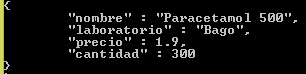 {
"nombre" : "Paracetamol 500",
"laboratorio" : "Bago",
"precio" : 1.9,
"cantidad" : 300
}